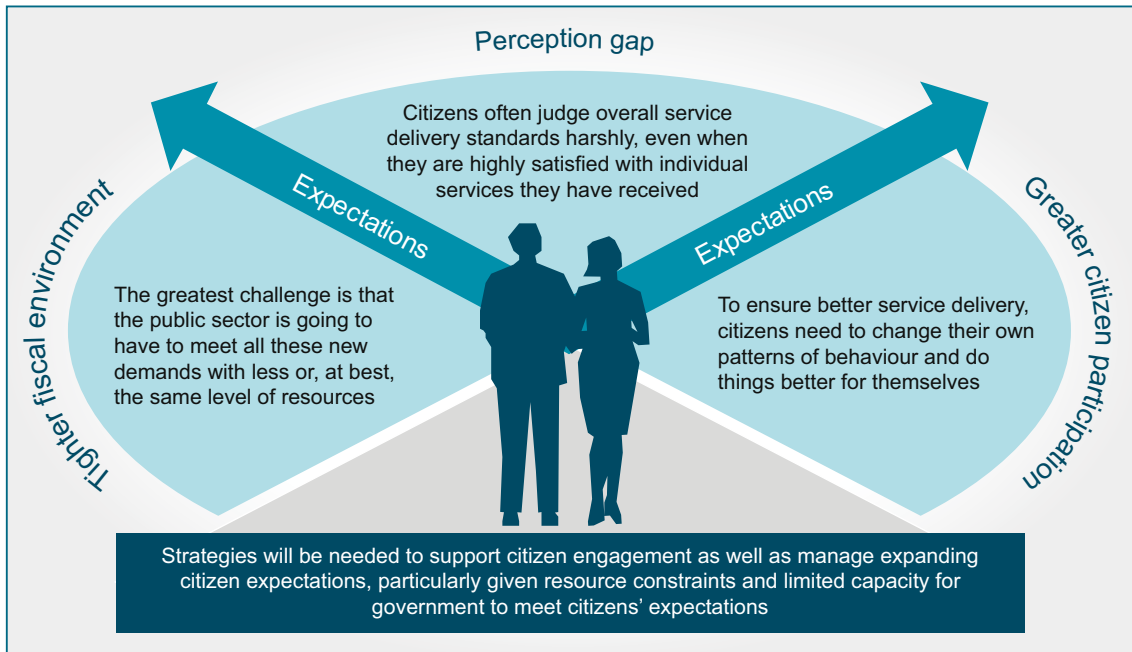 Perception gap
Citizens often judge overall service
delivery standards harshly, even when
they are highly satisfied with individual
services they have received
Expectations
Expectations
Tighter fiscal environment
The greatest challenge is that
the public sector is going to
have to meet all these new
demands with less or, at best,
the same level of resources
Greater citizen participation
To ensure better service delivery,
citizens need to change their own
patterns of behaviour and do
things better for themselves
Strategies will be needed to support citizen engagement as well as manage expanding
citizen expectations, particularly given resource constraints and limited capacity for
government to meet citizens’ expectations